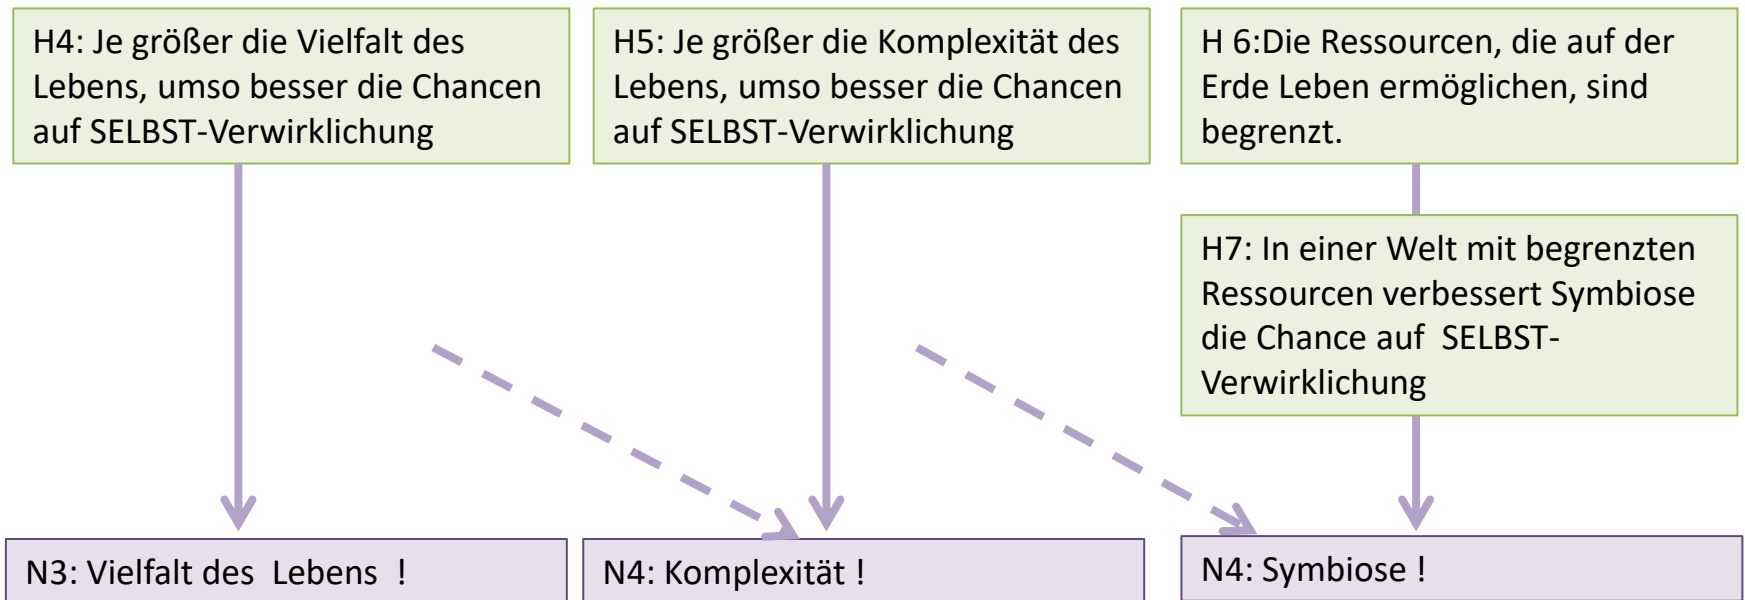 H4: Je größer die Vielfalt des
Lebens, umso besser die Chancen
auf SELBST-Verwirklichung
H5: Je größer die Komplexität des
Lebens, umso besser die Chancen
auf SELBST-Verwirklichung
H 6:Die Ressourcen, die auf der
Erde Leben ermöglichen, sind
begrenzt.
H7: In einer Welt mit begrenzten
Ressourcen verbessert Symbiose
die Chance auf  SELBST-
Verwirklichung
N3: Vielfalt des  Lebens  !
N4: Komplexität !
N4: Symbiose !